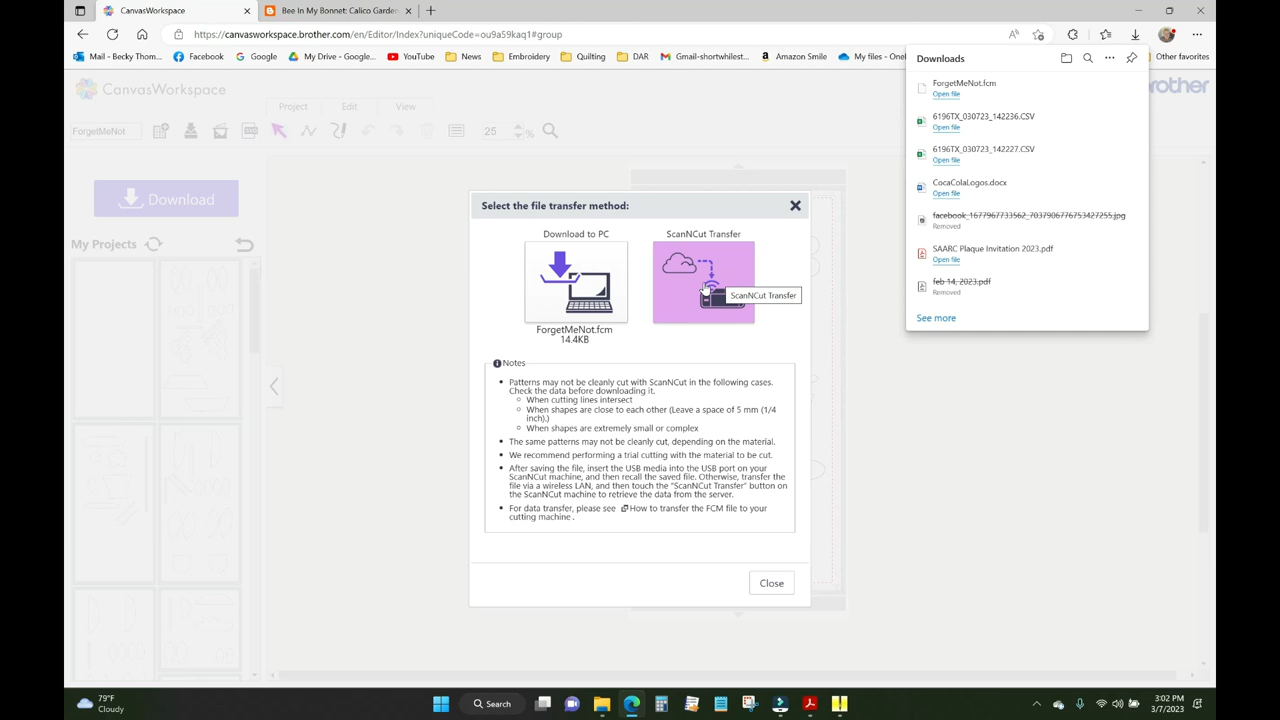 CanvasWorkspace
Bee In My Bonnet: Calico Garden
https://canvasworkspace.brother.com/en/Editor/Index?uniqueCode=ou9a59kaq1#group
Mail - Becky Thom...
Facebook
Google
My Drive - Google...
YouTube
News
Embroidery
Quilting
DAR
Gmail-shortwhilest...
Amazon Smile
My files - OneI
Other favorites
CanvasWorkspace
Project
Edit
View
ForgetMeNot
25
%
Download
My Projects
Select the file transfer method:
Download to PC
ScanNCut Transfer
ScanNCut Transfer
ForgetMeNot.fcm
14.4KB
Notes
Patterns may not be cleanly cut with ScanNCut in the following cases.
Check the data before downloading it.
When cutting lines intersect
When shapes are close to each other (Leave a space of 5 mm (1/4
inch).)
When shapes are extremely small or complex
The same patterns may not be cleanly cut, depending on the material.
We recommend performing a trial cutting with the material to be cut.
After saving the file, insert the USB media into the USB port on your
ScanNCut machine, and then recall the saved file. Otherwise, transfer the
file via a wireless LAN, and then touch the "ScanNCut Transfer" button on
the ScanNCut machine to retrieve the data from the server.
For data transfer, please see How to transfer the FCM file to your
cutting machine .
Close
Downloads
ForgetMeNot.fcm
Open file
6196TX_030723_142236.CSV
Open file
6196TX_030723_142227.CSV
Open file
CocaColaLogos.docx
Open file
facebook_1677967733562_7037906776753427255.jpg
Removed
SAARC Plaque Invitation 2023.pdf
Open file
feb 14, 2023.pdf
Removed
See more
rother
79°F
Cloudy
Search
3:02 PM
3/7/2023